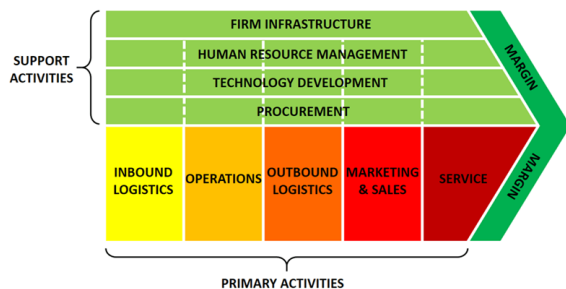 FIRM INFRASTRUCTURE
SUPPORT
ACTIVITIES
HUMAN RESOURCE MANAGEMENT
TECHNOLOGY DEVELOPMENT
PROCUREMENT
MARGIN
INBOUND
LOGISTICS
OPERATIONS
OUTBOUND
LOGISTICS
MARKETING
& SALES
SERVICE
MARGIN
PRIMARY ACTIVITIES